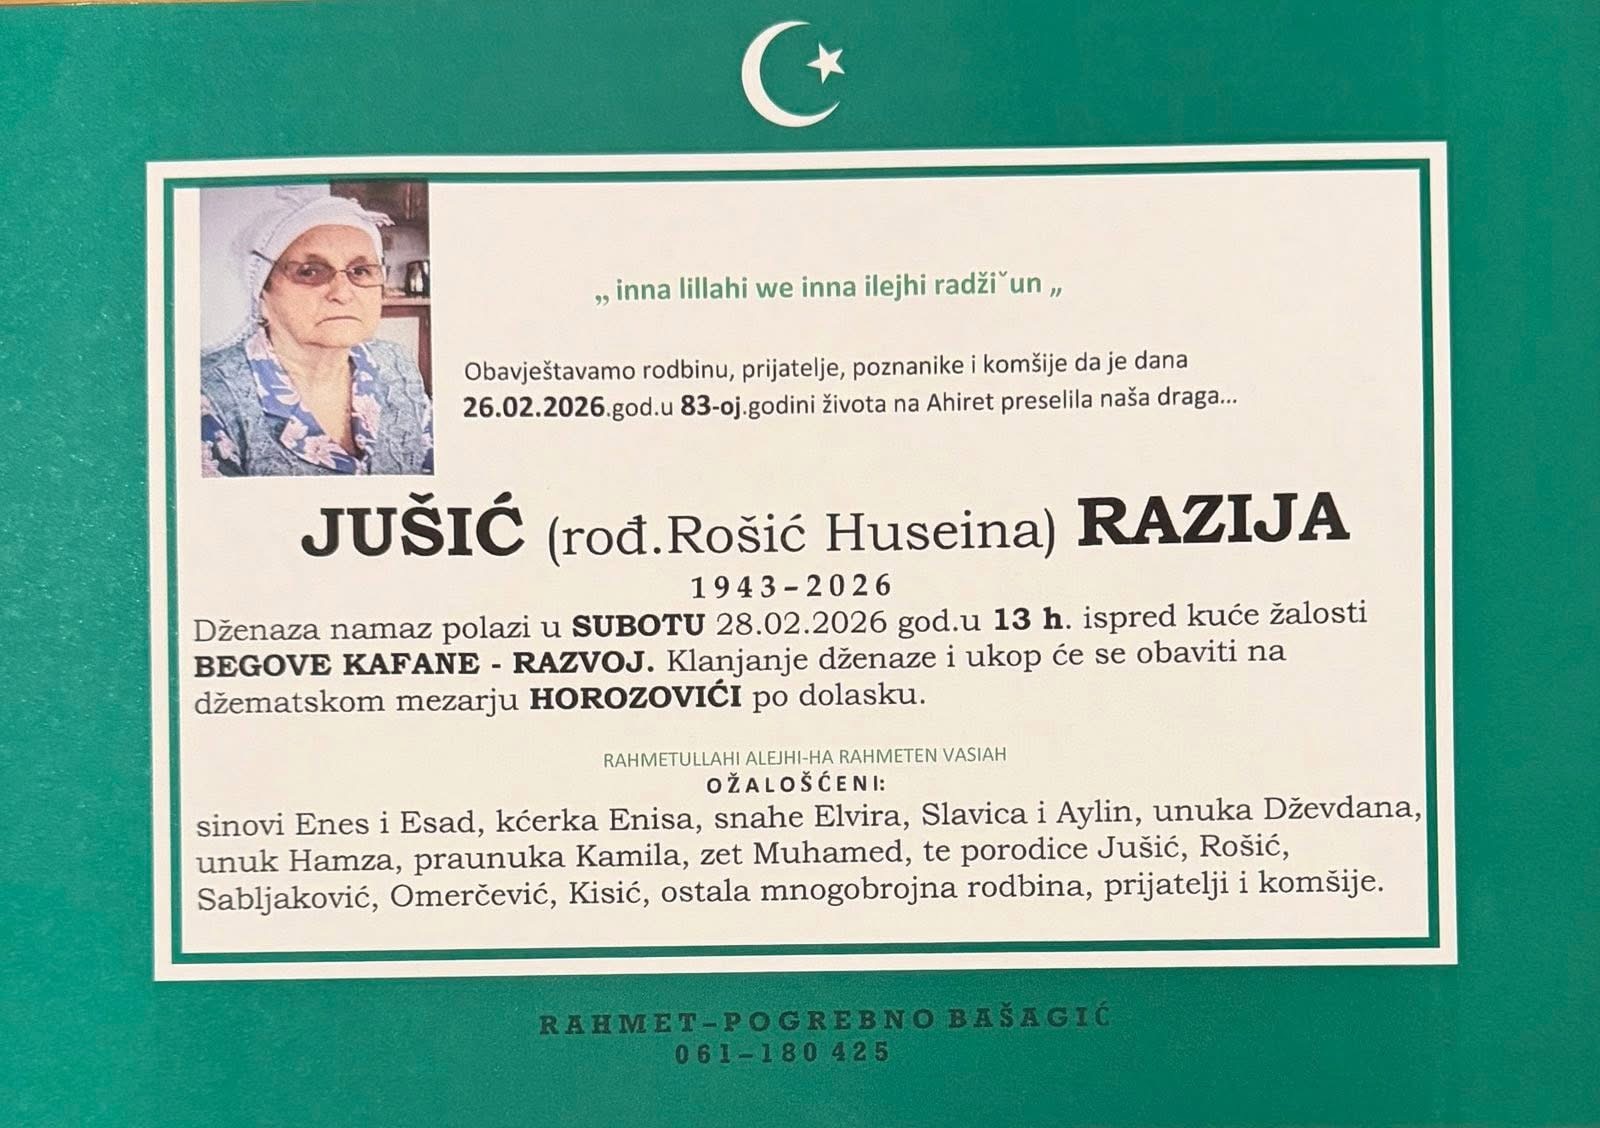 „ inna lillahi we inna ilejhi radžiˇun „
Obavještavamo rodbinu, prijatelje, poznanike i komšije da je dana
26.02.2026.god.u 83-oj.godini života na Ahiret preselila naša draga...
JUŠIĆ (rođ.Rošić Huseina) RAZIJA
1943–2026
Dženaza namaz polazi u SUBOTU 28.02.2026 god.u 13 h. ispred kuće žalosti
BEGOVE KAFANE - RAZVOJ. Klanjanje dženaze i ukop će se obaviti na
džematskom mezarju HOROZOVIĆI po dolasku.
RAHMETULLAHI ALEJHI-HA RAHMETEN VASIAH
OŽALOŠĆENI:
sinovi Enes i Esad, kćerka Enisa, snahe Elvira, Slavica i Aylin, unuka Dževdana,
unuk Hamza, praunuka Kamila, zet Muhamed, te porodice Jušić, Rošić,
Sabljaković, Omerčević, Kisić, ostala mnogobrojna rodbina, prijatelji i komšije.
RAHMET–POGREBNO BAŠAGIĆ
061–180 425